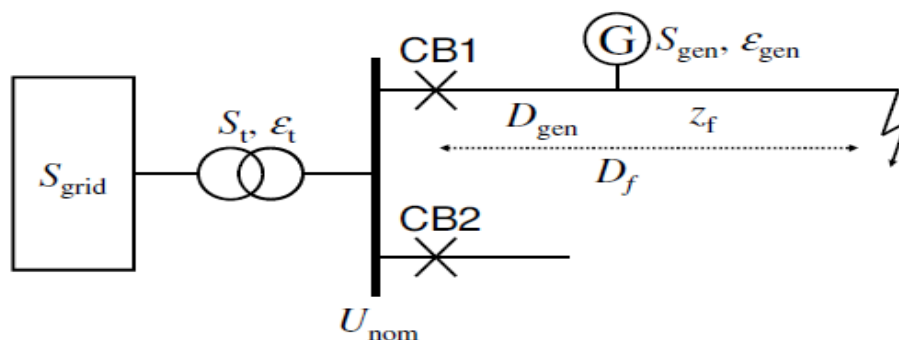 CB1
G S_gen, ε_gen
S_t, ε_t
D_gen z_f
S_grid
D_f
CB2
U_nom